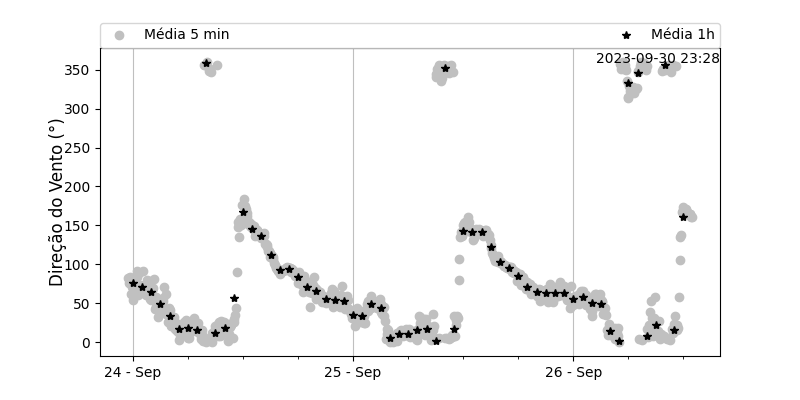 Média 5 min
Média 1h
2023-09-30 23:28
Direção do Vento (°)
350
300
250
200
150
100
50
0
24 - Sep
25 - Sep
26 - Sep